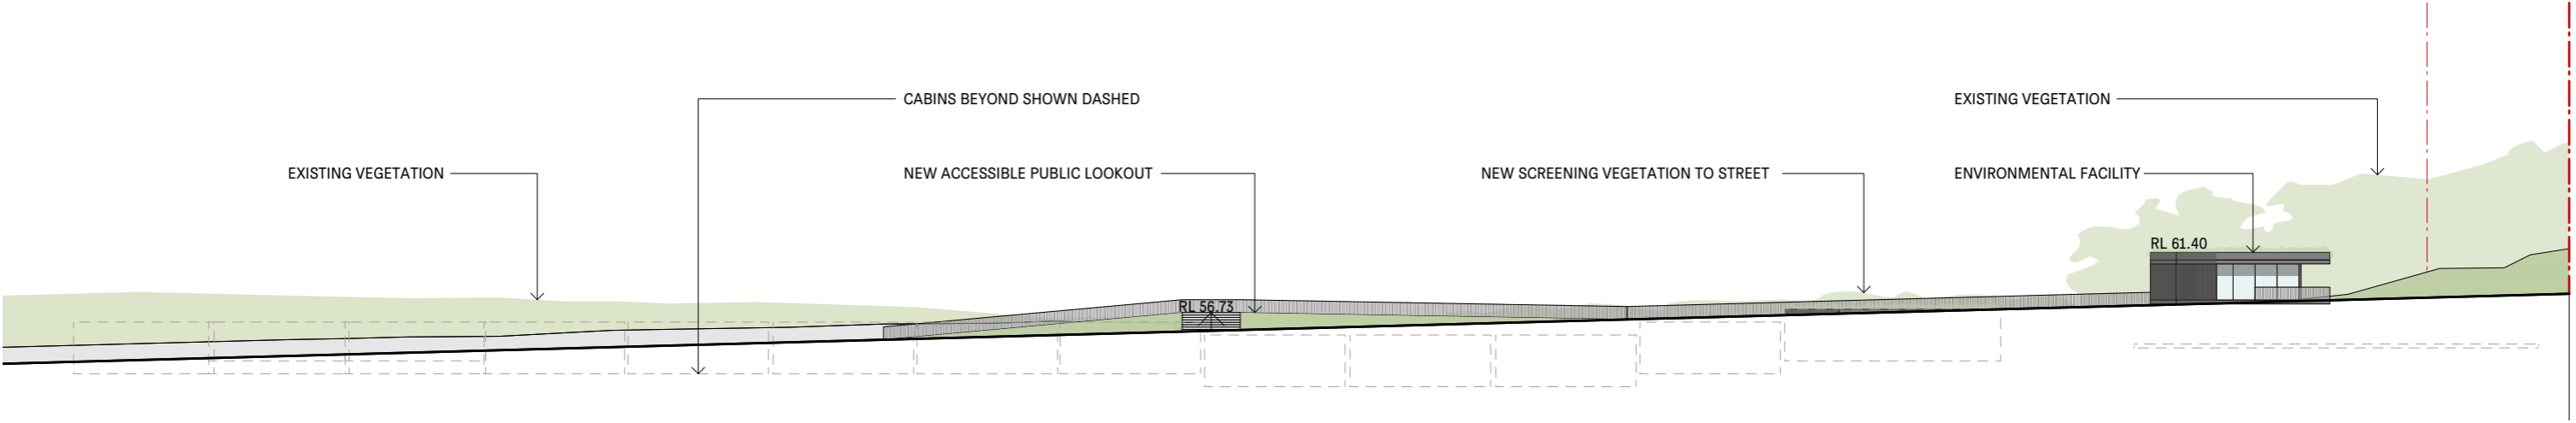 CABINS BEYOND SHOWN DASHED
EXISTING VEGETATION
EXISTING VEGETATION
NEW ACCESSIBLE PUBLIC LOOKOUT
NEW SCREENING VEGETATION TO STREET
ENVIRONMENTAL FACILITY
RL 61.40
RL 56.73